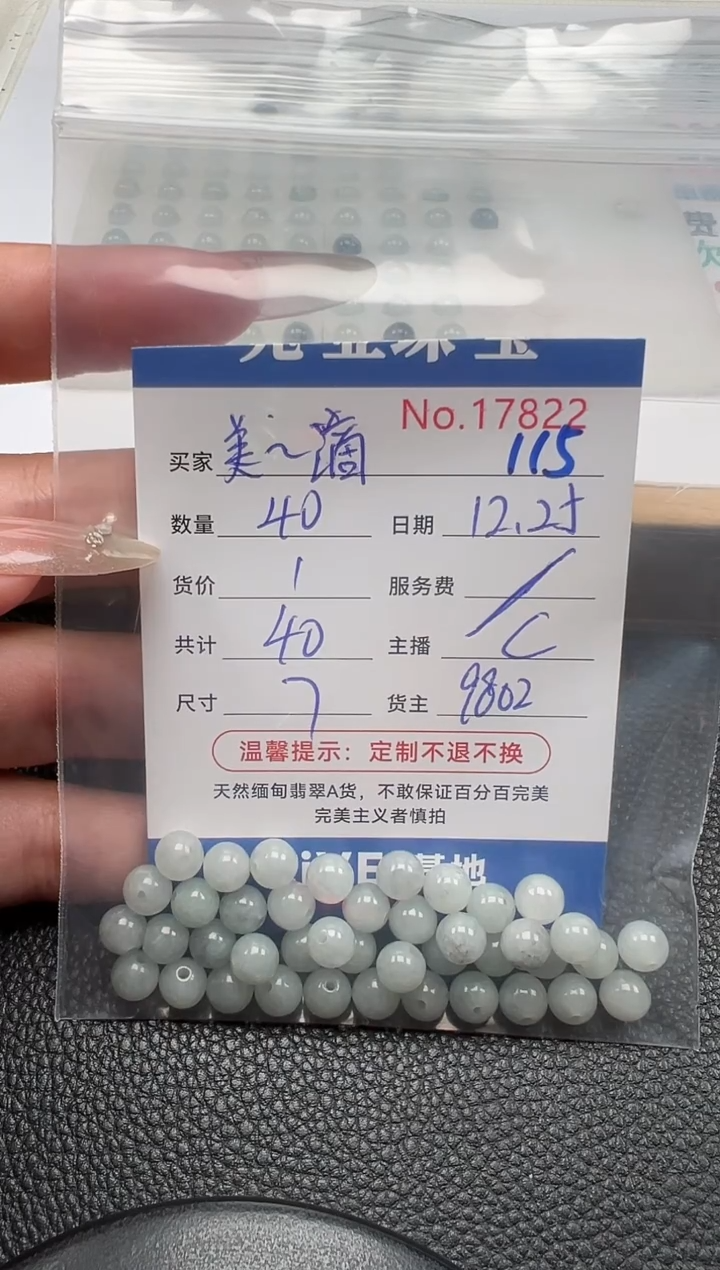 No.17822
买家 美~滴 115
数量 40 日期 12.25
货价 1 服务费 /
共计 40 主播 C
尺寸 7 货主 9802
温馨提示：定制不退不换
天然缅甸翡翠A货，不敢保证百分百完美
完美主义者慎拍
基地